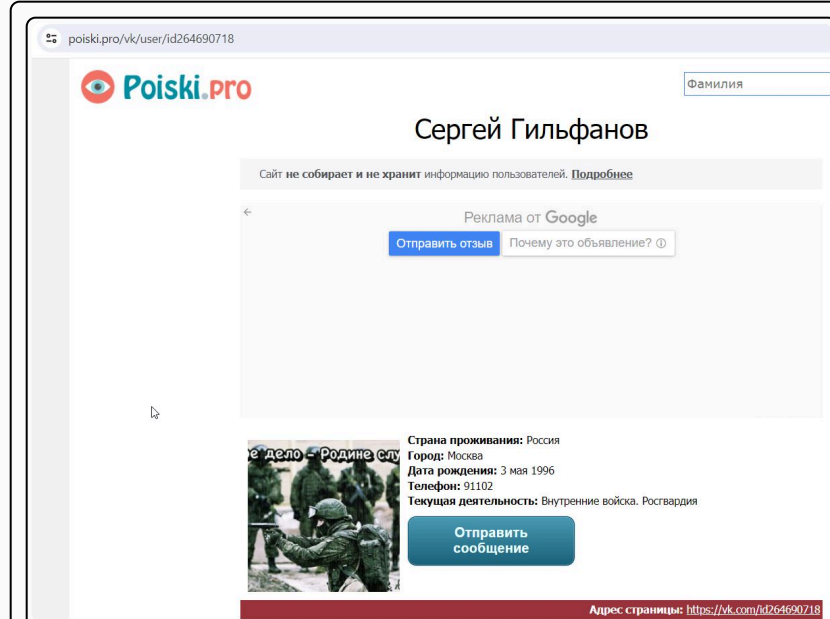 poiski.pro/vk/user/id264690718
Poiski.pro
Фамилия
Сергей Гильфанов
Сайт не собирает и не хранит информацию пользователей. Подробнее
Реклама от Google
Отправить отзыв
Почему это объявление?
е дело - Родине слу
Страна проживания: Россия
Город: Москва
Дата рождения: 3 мая 1996
Телефон: 91102
Текущая деятельность: Внутренние войска. Росгвардия
Отправить
сообщение
Адрес страницы: https://vk.com/id264690718